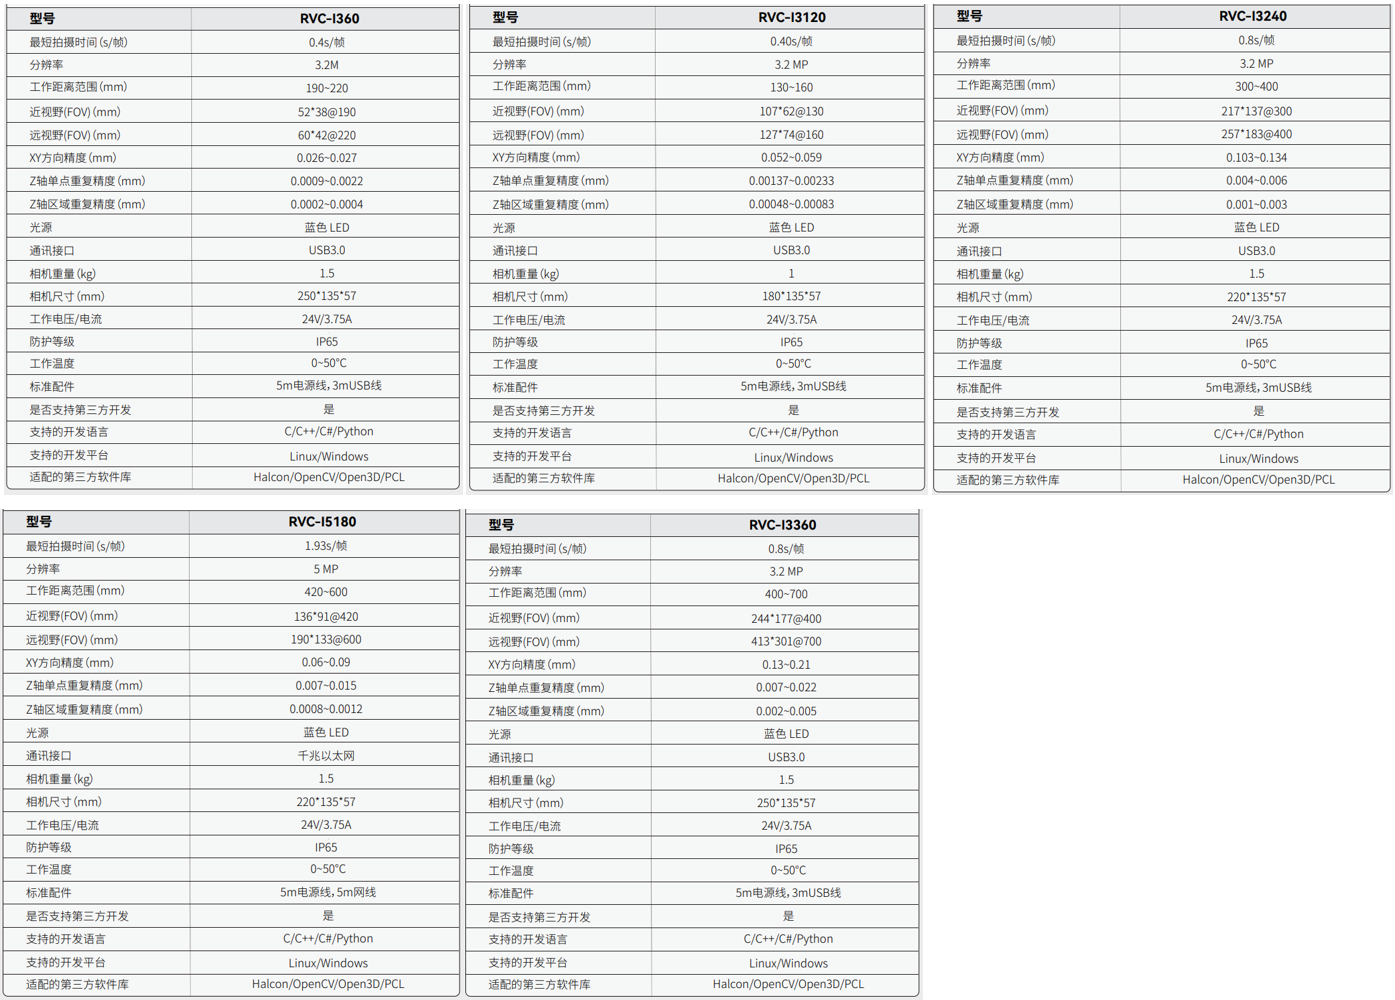 型号 RVC-I360
最短拍摄时间(s/帧) 0.4s/帧
分辨率 3.2M
工作距离范围(mm) 190~220
近视野(FOV)(mm) 52*38@190
远视野(FOV)(mm) 60*42@220
XY方向精度(mm) 0.026~0.027
Z轴单点重复精度(mm) 0.0009~0.0022
Z轴区域重复精度(mm) 0.0002~0.0004
光源 蓝色 LED
通讯接口 USB3.0
相机重量(kg) 1.5
相机尺寸(mm) 250*135*57
工作电压/电流 24V/3.75A
防护等级 IP65
工作温度 0~50°C
标准配件 5m电源线,3mUSB线
是否支持第三方开发 是
支持的开发语言 C/C++/C#/Python
支持的开发平台 Linux/Windows
适配的第三方软件库 Halcon/OpenCV/Open3D/PCL
型号 RVC-I3120
最短拍摄时间(s/帧) 0.40s/帧
分辨率 3.2 MP
工作距离范围(mm) 130~160
近视野(FOV)(mm) 107*62@130
远视野(FOV)(mm) 127*74@160
XY方向精度(mm) 0.052~0.059
Z轴单点重复精度(mm) 0.00137~0.00233
Z轴区域重复精度(mm) 0.00048~0.00083
光源 蓝色 LED
通讯接口 USB3.0
相机重量(kg) 1
相机尺寸(mm) 180*135*57
工作电压/电流 24V/3.75A
防护等级 IP65
工作温度 0~50°C
标准配件 5m电源线,3mUSB线
是否支持第三方开发 是
支持的开发语言 C/C++/C#/Python
支持的开发平台 Linux/Windows
适配的第三方软件库 Halcon/OpenCV/Open3D/PCL
型号 RVC-I3240
最短拍摄时间(s/帧) 0.8s/帧
分辨率 3.2 MP
工作距离范围(mm) 300~400
近视野(FOV)(mm) 217*137@300
远视野(FOV)(mm) 257*183@400
XY方向精度(mm) 0.103~0.134
Z轴单点重复精度(mm) 0.004~0.006
Z轴区域重复精度(mm) 0.001~0.003
光源 蓝色 LED
通讯接口 USB3.0
相机重量(kg) 1.5
相机尺寸(mm) 220*135*57
工作电压/电流 24V/3.75A
防护等级 IP65
工作温度 0~50°C
标准配件 5m电源线,3mUSB线
是否支持第三方开发 是
支持的开发语言 C/C++/C#/Python
支持的开发平台 Linux/Windows
适配的第三方软件库 Halcon/OpenCV/Open3D/PCL
型号 RVC-I5180
最短拍摄时间(s/帧) 1.93s/帧
分辨率 5 MP
工作距离范围(mm) 420~600
近视野(FOV)(mm) 136*91@420
远视野(FOV)(mm) 190*133@600
XY方向精度(mm) 0.06~0.09
Z轴单点重复精度(mm) 0.007~0.015
Z轴区域重复精度(mm) 0.0008~0.0012
光源 蓝色 LED
通讯接口 千兆以太网
相机重量(kg) 1.5
相机尺寸(mm) 220*135*57
工作电压/电流 24V/3.75A
防护等级 IP65
工作温度 0~50°C
标准配件 5m电源线,5m网线
是否支持第三方开发 是
支持的开发语言 C/C++/C#/Python
支持的开发平台 Linux/Windows
适配的第三方软件库 Halcon/OpenCV/Open3D/PCL
型号 RVC-I3360
最短拍摄时间(s/帧) 0.8s/帧
分辨率 3.2 MP
工作距离范围(mm) 400~700
近视野(FOV)(mm) 244*177@400
远视野(FOV)(mm) 413*301@700
XY方向精度(mm) 0.13~0.21
Z轴单点重复精度(mm) 0.007~0.022
Z轴区域重复精度(mm) 0.002~0.005
光源 蓝色 LED
通讯接口 USB3.0
相机重量(kg) 1.5
相机尺寸(mm) 250*135*57
工作电压/电流 24V/3.75A
防护等级 IP65
工作温度 0~50°C
标准配件 5m电源线,3mUSB线
是否支持第三方开发 是
支持的开发语言 C/C++/C#/Python
支持的开发平台 Linux/Windows
适配的第三方软件库 Halcon/OpenCV/Open3D/PCL